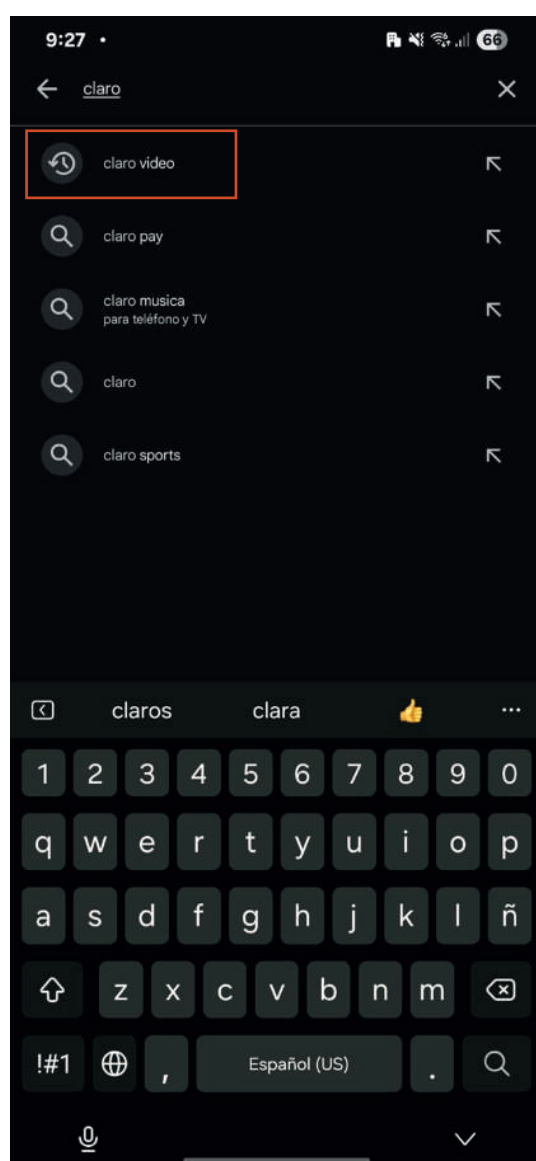 9:27
66
claro
claro video
claro pay
claro musica
para teléfono y TV
claro
claro sports
claros clara 👍 ...
1 2 3 4 5 6 7 8 9 0
q w e r t y u i o p
a s d f g h j k l ñ
z x c v b n m
!#1 , Español (US) .